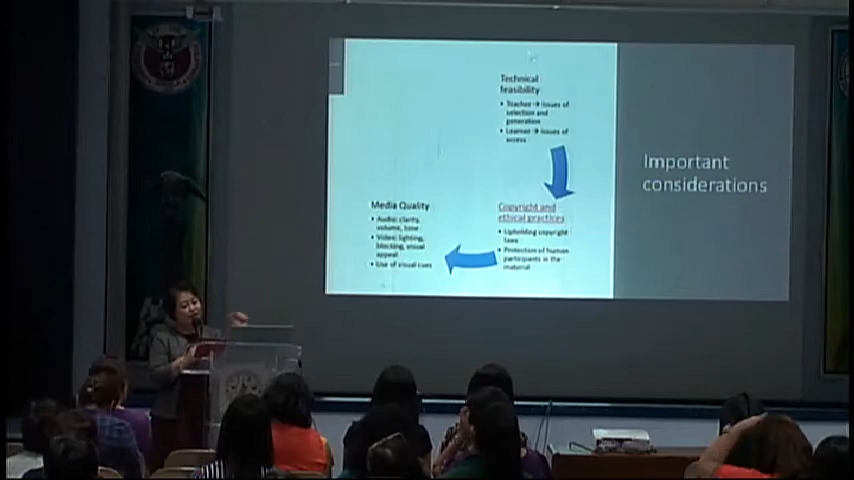 Technical
feasibility
• Teacher → issues of
selection and
generation
• Learner → issues of
access
Copyright and
ethical practices
• Upholding copyright
laws
• Protection of human
participants in the
material
Media Quality
• Audio: clarity,
volume, tone
• Video: lighting,
blocking, visual
appeal
• Use of visual cues
Important
considerations